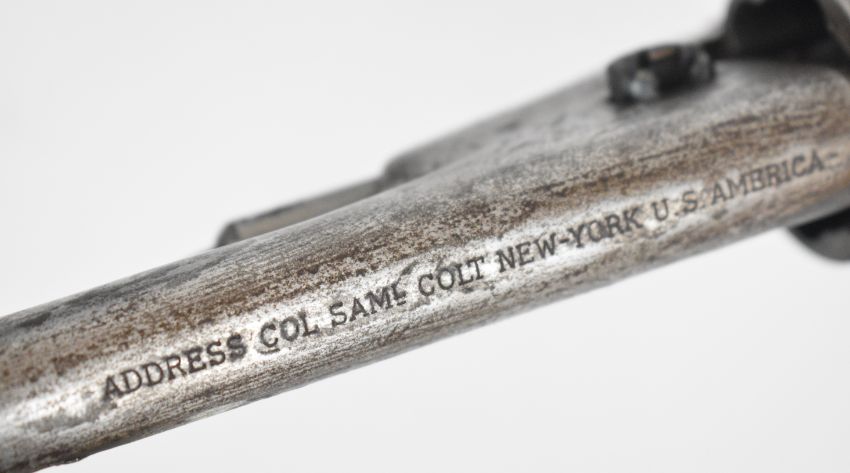 ADDRESS COL SAML COLT NEW-YORK U.S. AMERICA-